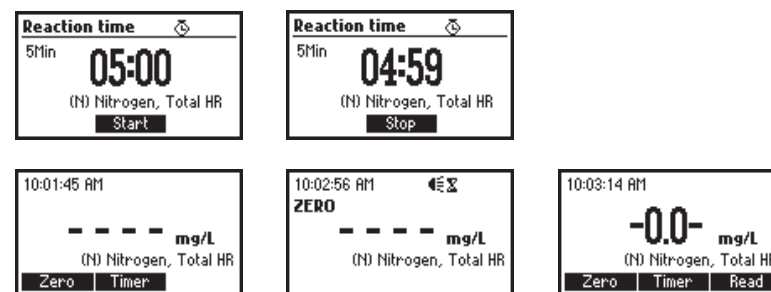 Reaction time
5Min
05:00
(N) Nitrogen, Total HR
Start
Reaction time
5Min
04:59
(N) Nitrogen, Total HR
Stop
10:01:45 AM
- - - - mg/L
(N) Nitrogen, Total HR
Zero Timer
10:02:56 AM
ZERO
- - - - mg/L
(N) Nitrogen, Total HR
10:03:14 AM
-0.0- mg/L
(N) Nitrogen, Total HR
Zero Timer Read